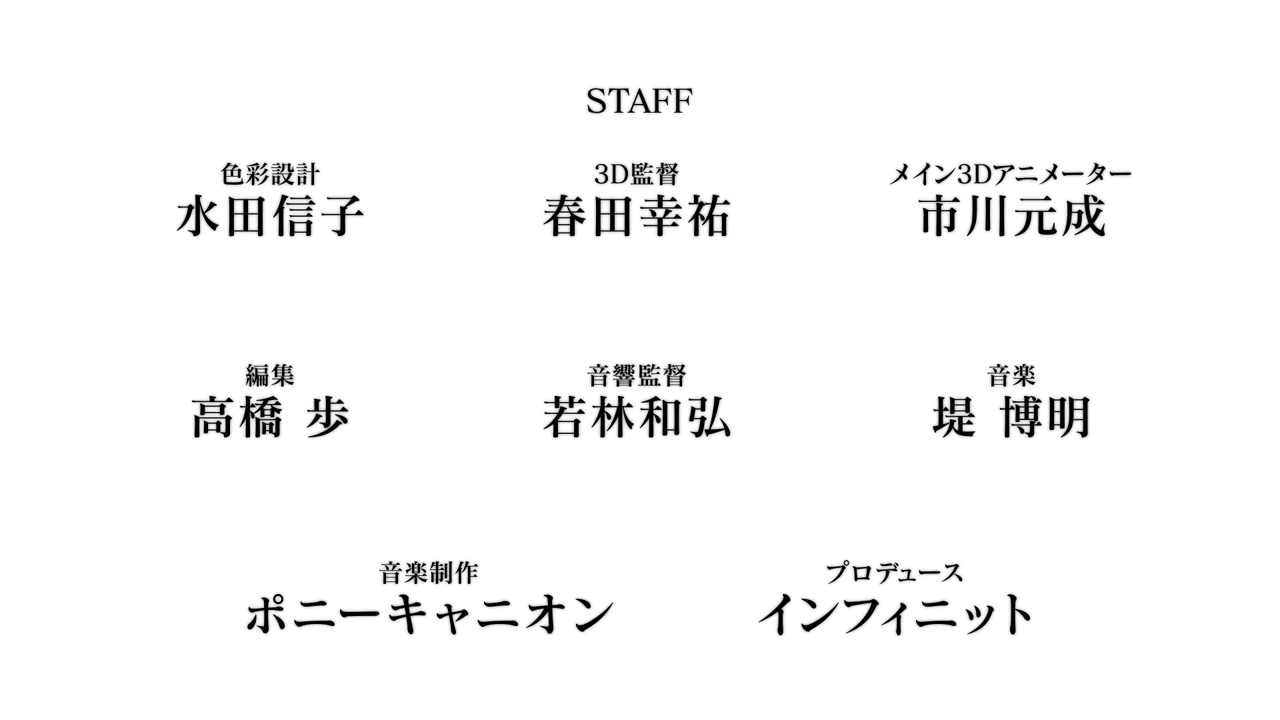 STAFF
色彩設計
水田信子
3D監督
春田幸祐
メイン3Dアニメーター
市川元成
編集
高橋 歩
音響監督
若林和弘
音楽
堤 博明
音楽制作
ポニーキャニオン
プロデュース
インフィニット